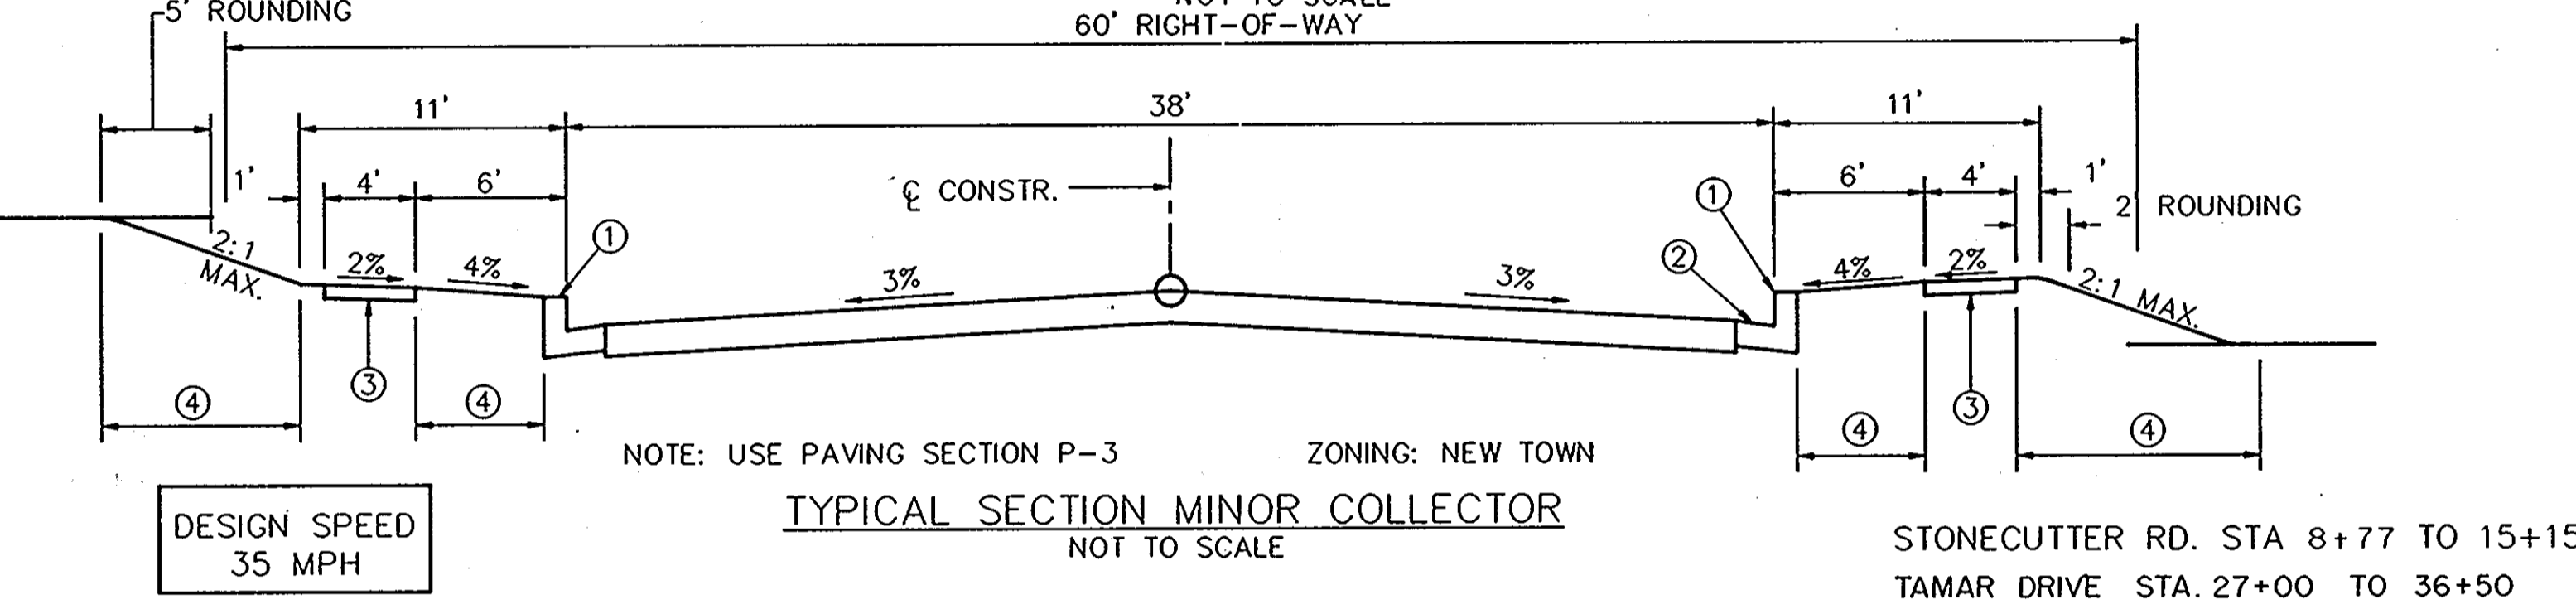 NOT TO SCALE
5' ROUNDING
60' RIGHT-OF-WAY
11'
38'
11'
1'
4'
6'
℄ CONSTR.
6'
4'
1'
2' ROUNDING
1
1
2
2:1
MAX.
2%
4%
3%
3%
4%
2%
2:1 MAX.
3
4
4
3
4
4
NOTE: USE PAVING SECTION P-3
ZONING: NEW TOWN
TYPICAL SECTION MINOR COLLECTOR
NOT TO SCALE
DESIGN SPEED
35 MPH
STONECUTTER RD. STA 8+77 TO 15+15
TAMAR DRIVE STA. 27+00 TO 36+50